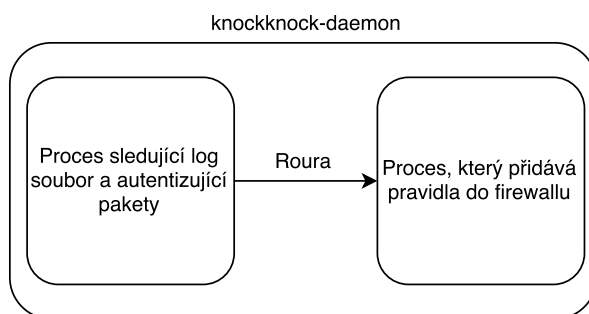 knockknock-daemon
Proces sledující log
soubor a autentizující
pakety
Roura
Proces, který přidává
pravidla do firewallu